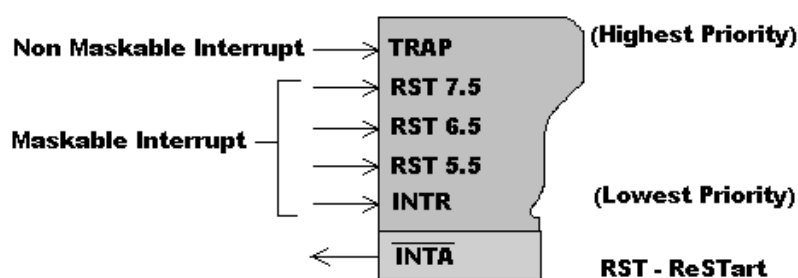 Non Maskable Interrupt
TRAP
(Highest Priority)
RST 7.5
RST 6.5
Maskable Interrupt
RST 5.5
INTR
(Lowest Priority)
INTA
RST - ReSTart